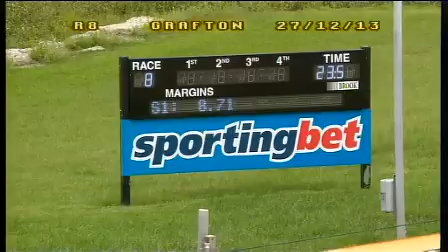 R8 GRAFTON 27/12/13
RACE 1ST 2ND 3RD 4TH TIME
8 23.5
MARGINS BROOK
S1: 8.71
sportingbet